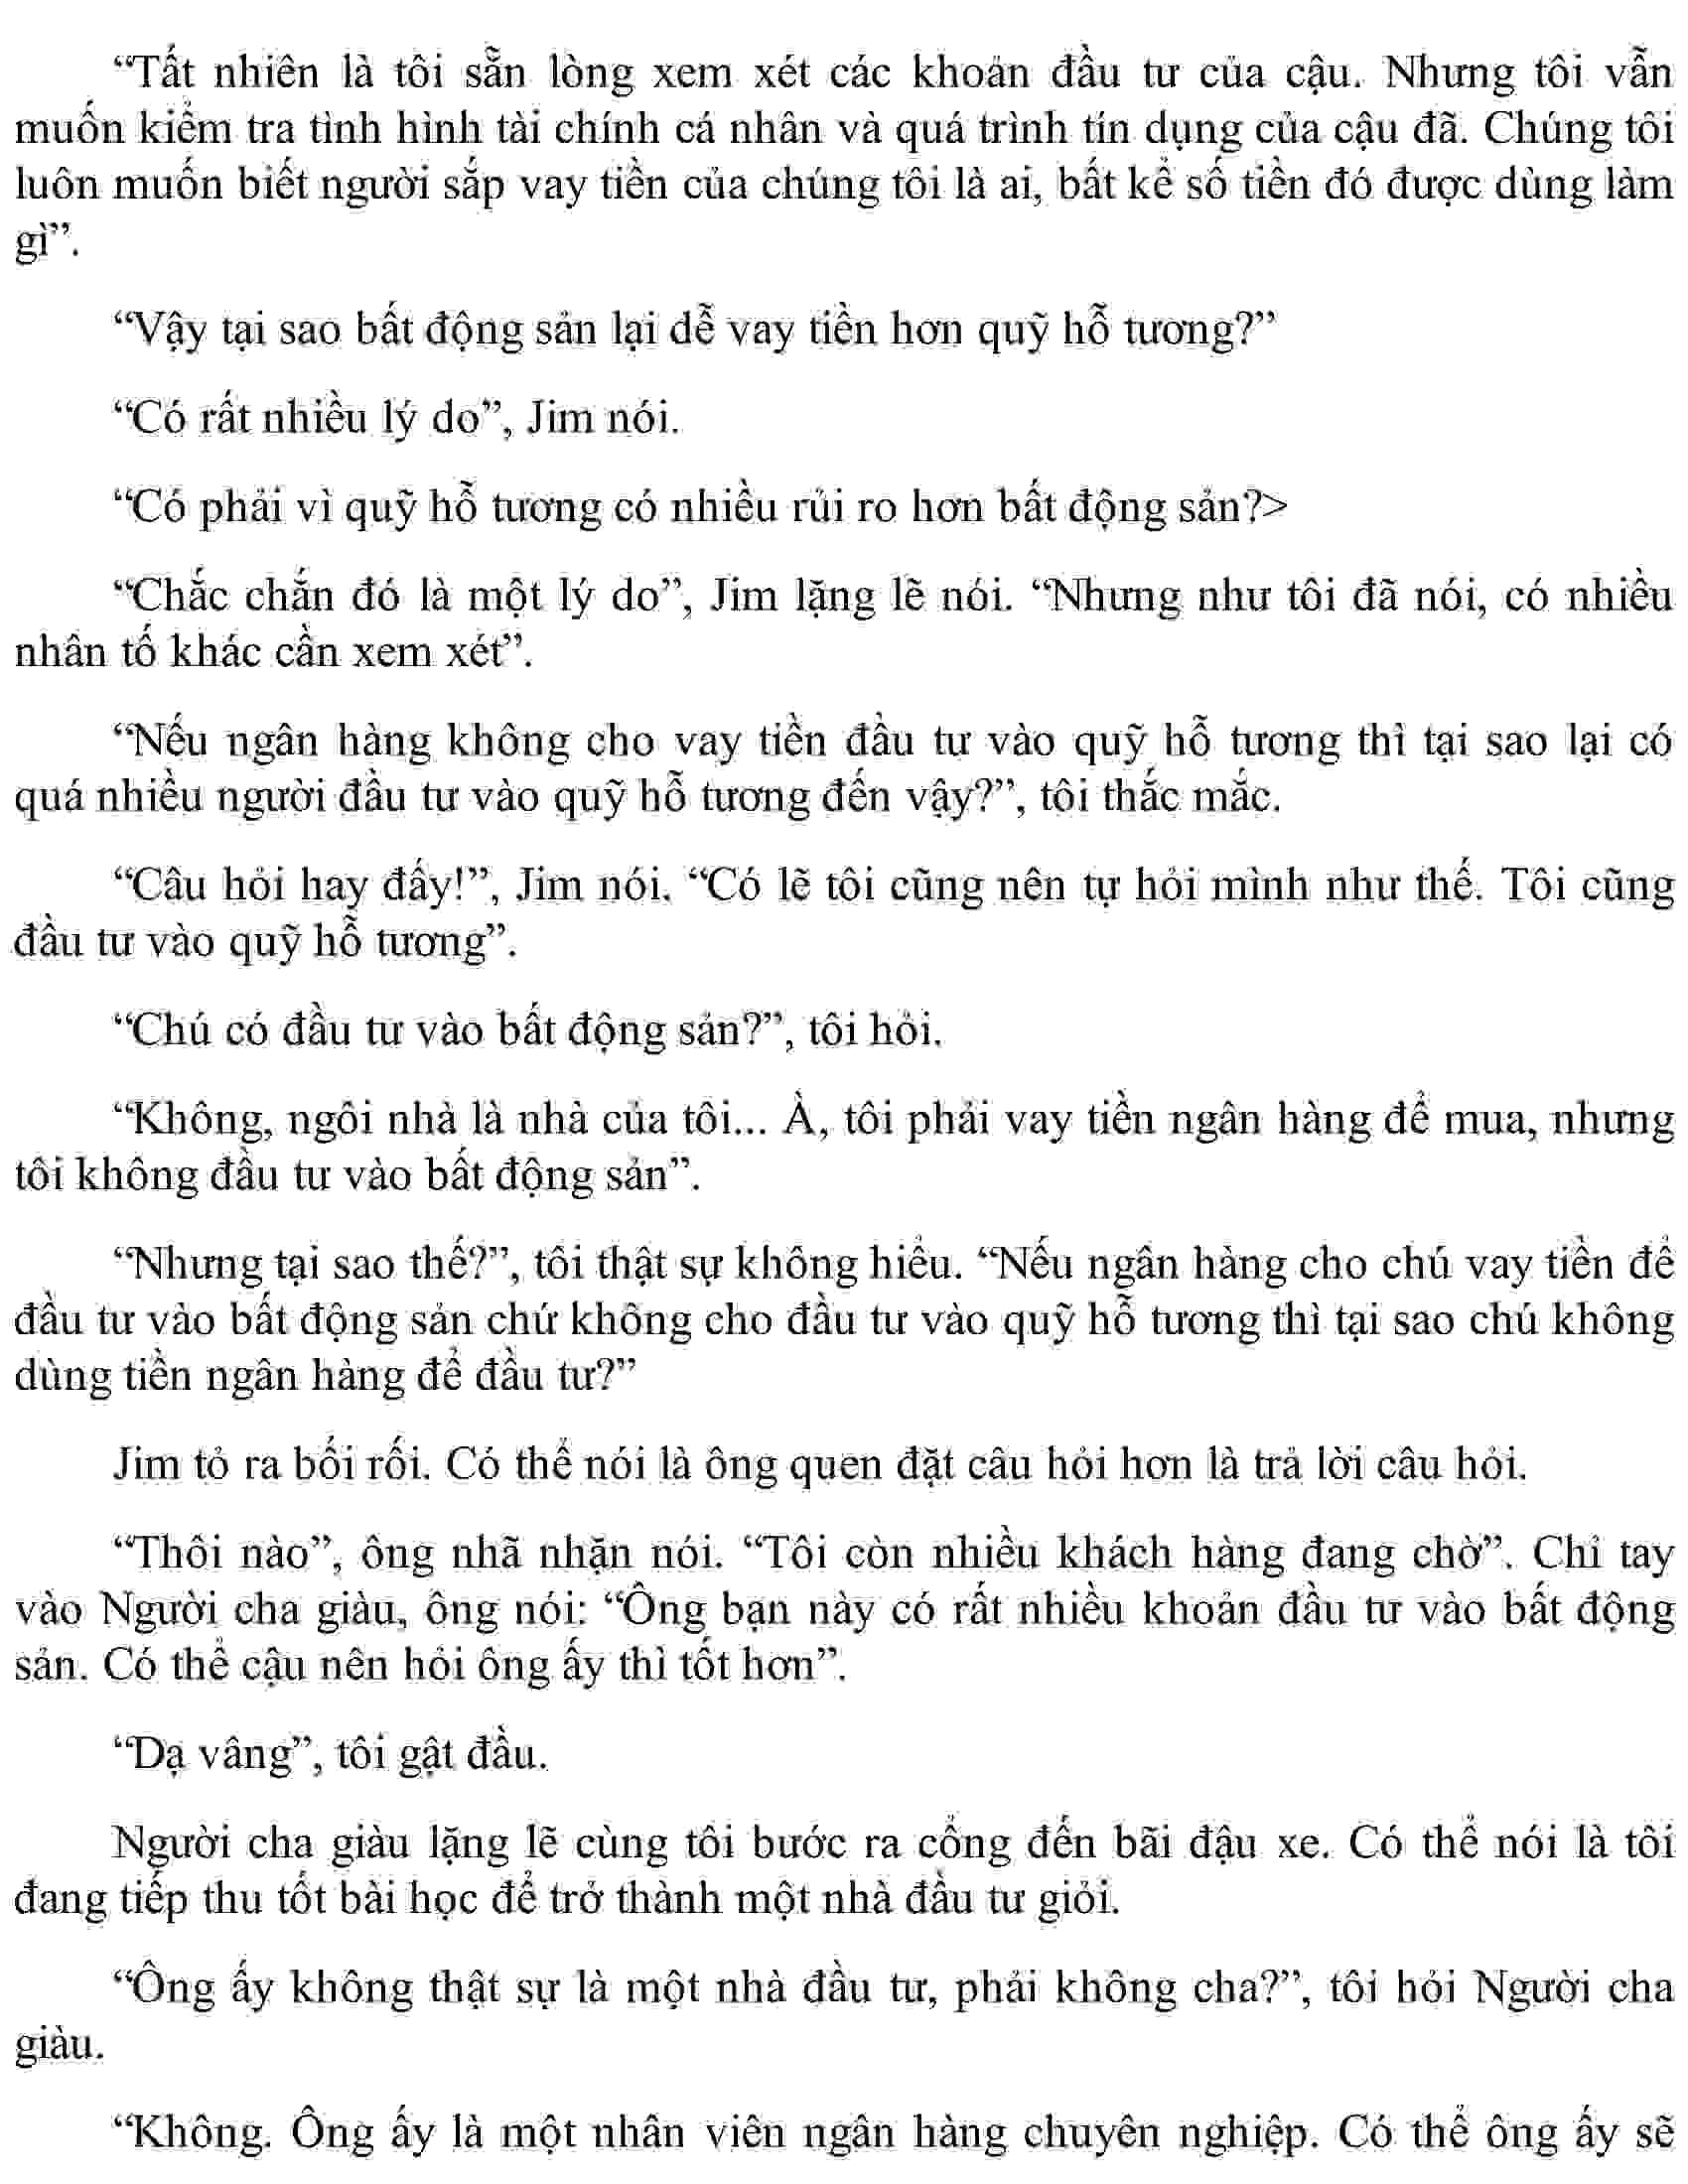 “Tất nhiên là tôi sẵn lòng xem xét các khoản đầu tư của cậu. Nhưng tôi vẫn
muốn kiểm tra tình hình tài chính cá nhân và quá trình tín dụng của cậu đã. Chúng tôi
luôn muốn biết người sắp vay tiền của chúng tôi là ai, bất kể số tiền đó được dùng làm
gì”.
“Vậy tại sao bất động sản lại dễ vay tiền hơn quỹ hỗ tương?”
“Có rất nhiều lý do”, Jim nói.
“Có phải vì quỹ hỗ tương có nhiều rủi ro hơn bất động sản?>
“Chắc chắn đó là một lý do”, Jim lặng lẽ nói. “Nhưng như tôi đã nói, có nhiều
nhân tố khác cần xem xét”.
“Nếu ngân hàng không cho vay tiền đầu tư vào quỹ hỗ tương thì tại sao lại có
quá nhiều người đầu tư vào quỹ hỗ tương đến vậy?”, tôi thắc mắc.
“Câu hỏi hay đấy!”, Jim nói. “Có lẽ tôi cũng nên tự hỏi mình như thế. Tôi cũng
đầu tư vào quỹ hỗ tương”.
“Chú có đầu tư vào bất động sản?”, tôi hỏi.
“Không, ngôi nhà là nhà của tôi... À, tôi phải vay tiền ngân hàng để mua, nhưng
tôi không đầu tư vào bất động sản”.
“Nhưng tại sao thế?”, tôi thật sự không hiểu. “Nếu ngân hàng cho chú vay tiền để
đầu tư vào bất động sản chứ không cho đầu tư vào quỹ hỗ tương thì tại sao chú không
dùng tiền ngân hàng để đầu tư?”
Jim tỏ ra bối rối. Có thể nói là ông quen đặt câu hỏi hơn là trả lời câu hỏi.
“Thôi nào”, ông nhã nhặn nói. “Tôi còn nhiều khách hàng đang chờ”. Chỉ tay
vào Người cha giàu, ông nói: “Ông bạn này có rất nhiều khoản đầu tư vào bất động
sản. Có thể cậu nên hỏi ông ấy thì tốt hơn”.
“Dạ vâng”, tôi gật đầu.
Người cha giàu lặng lẽ cùng tôi bước ra cổng đến bãi đậu xe. Có thể nói là tôi
đang tiếp thu tốt bài học để trở thành một nhà đầu tư giỏi.
“Ông ấy không thật sự là một nhà đầu tư, phải không cha?”, tôi hỏi Người cha
giàu.
“Không. Ông ấy là một nhân viên ngân hàng chuyên nghiệp. Có thể ông ấy sẽ